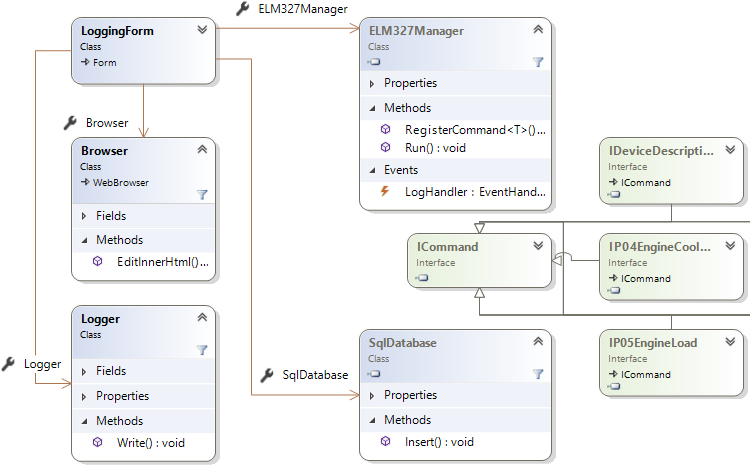 ELM327Manager
LoggingForm
Class
Form
ELM327Manager
Class
Properties
Methods
RegisterCommand<T>()...
Run() : void
Events
LogHandler : EventHand...
Browser
Browser
Class
WebBrowser
Fields
Methods
EditInnerHtml()...
IDeviceDescripti...
Interface
ICommand
ICommand
Interface
IP04EngineCool...
Interface
ICommand
Logger
Logger
Class
Fields
Properties
Methods
Write() : void
SqlDatabase
SqlDatabase
Class
Properties
Methods
Insert() : void
IP05EngineLoad
Interface
ICommand